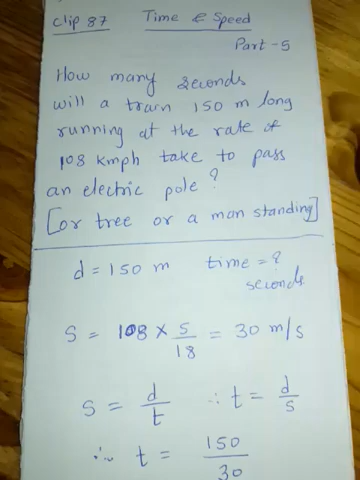 Clip 87 Time & Speed
Part-5
How many seconds
will a train 150 m long
running at the rate of
108 kmph take to pass
an electric pole?
[or tree or a man standing]
d = 150 m time = ?
seconds
S = 108 × 5/18 = 30 m/s
S = d/t ∴ t = d/s
∴ t = 150/30